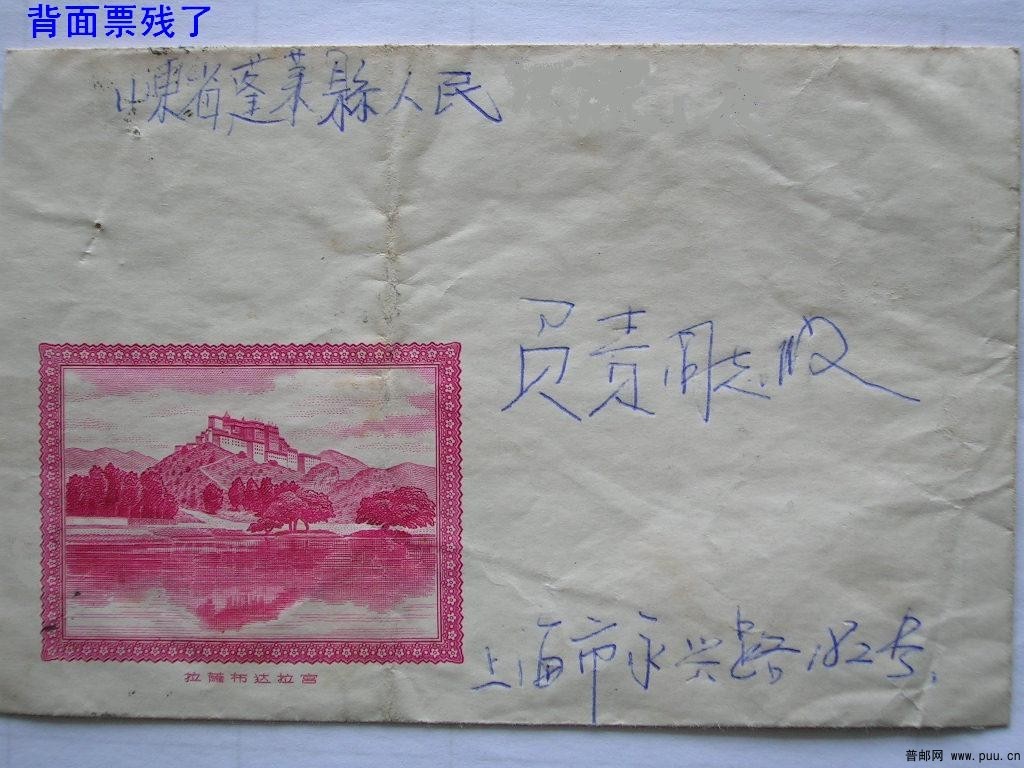 背面票残了
山東省蓬莱縣人民
员责同志收
拉薩布达拉宫
上海市永兴路182号
普邮网 www.puu.cn